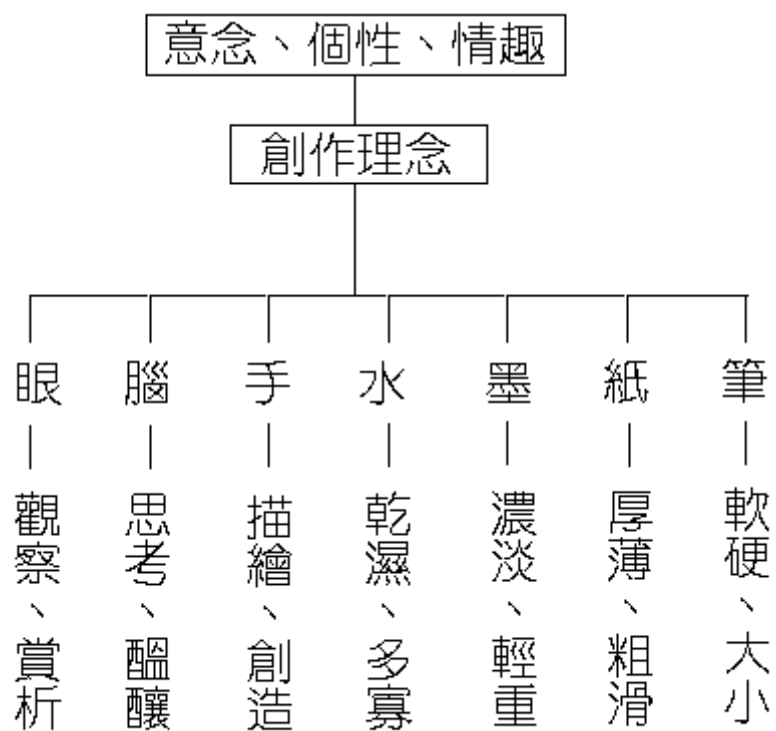 意念、個性、情趣
創作理念
眼
腦
手
水
墨
紙
筆
觀察、賞析
思考、醞釀
描繪、創造
乾濕、多寡
濃淡、輕重
厚薄、粗滑
軟硬、大小